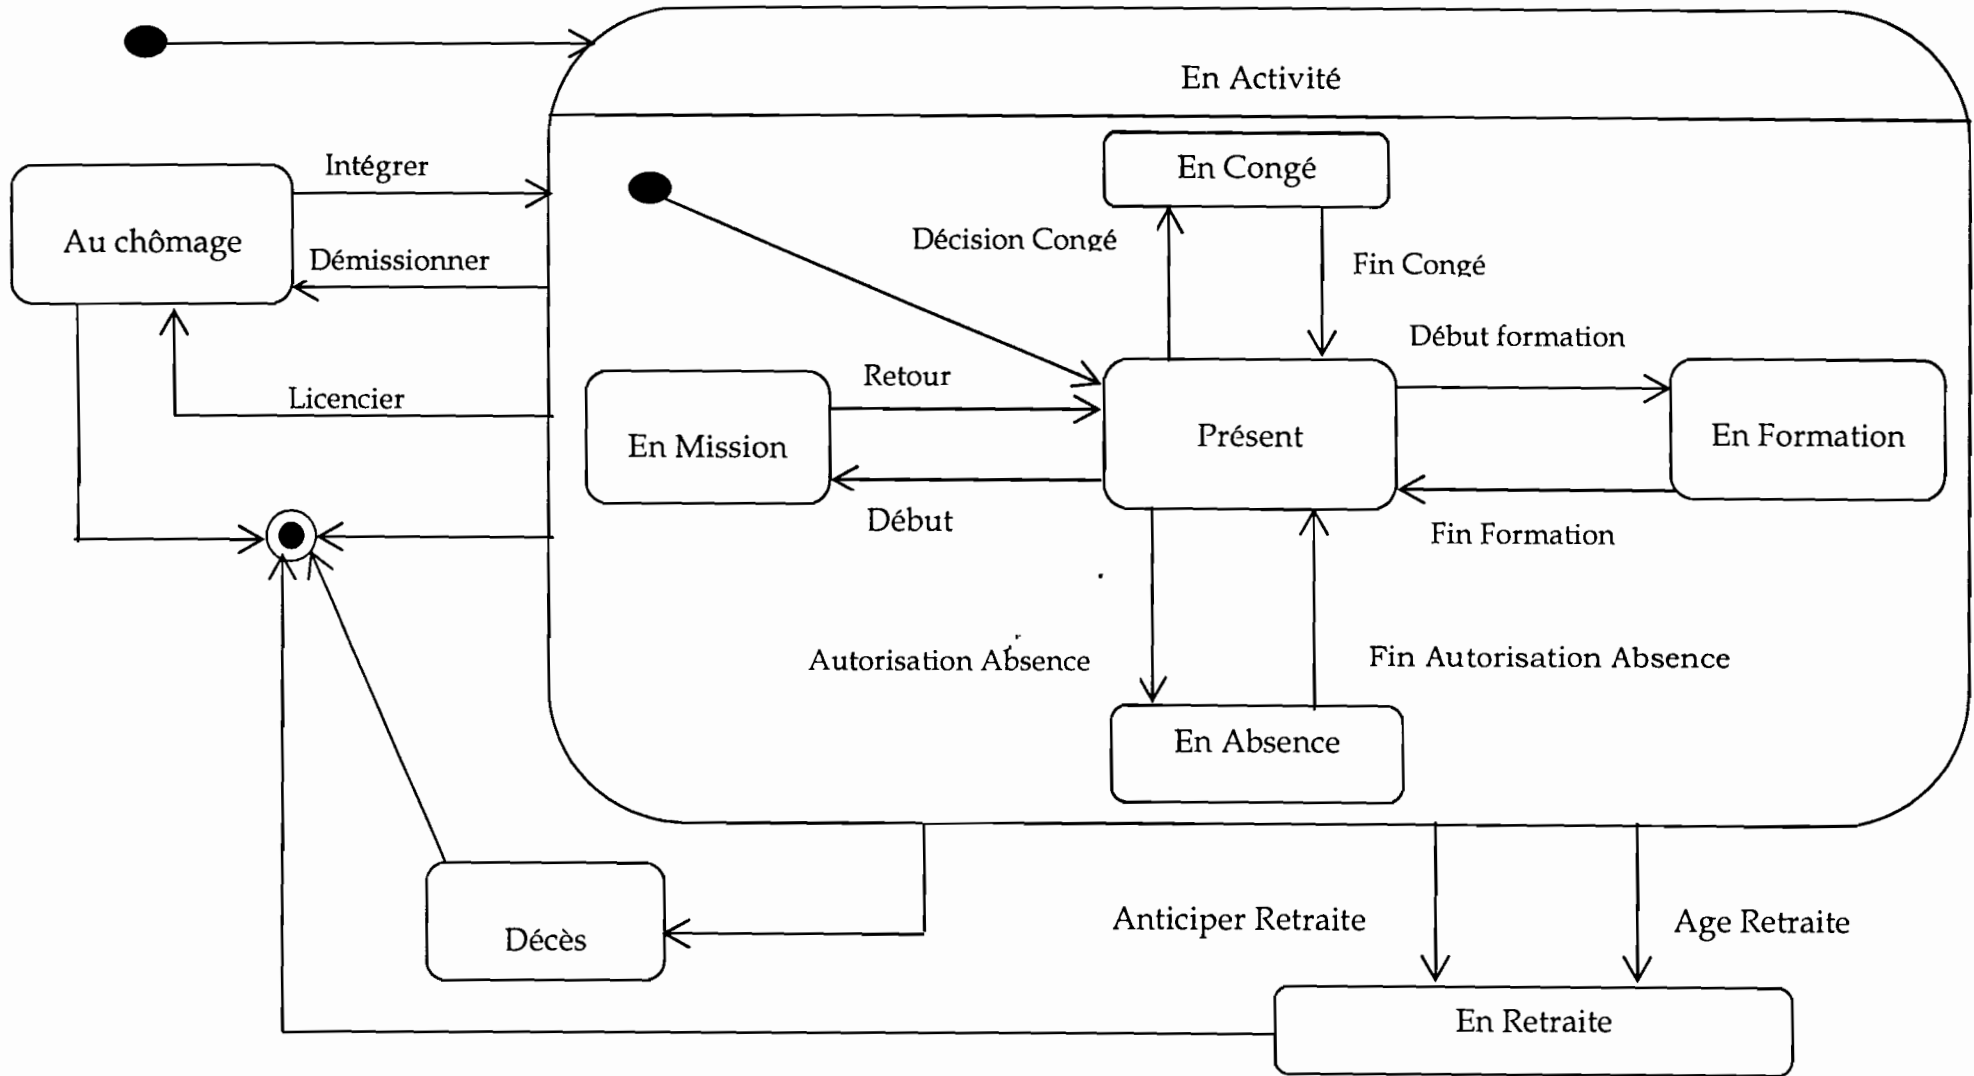 En Activité
Intégrer
En Congé
Au chômage
Démissionner
Décision Congé
Fin Congé
Début formation
Retour
Licencier
En Mission
Présent
En Formation
Début
Fin Formation
Autorisation Absence
Fin Autorisation Absence
En Absence
Anticiper Retraite
Age Retraite
Décès
En Retraite